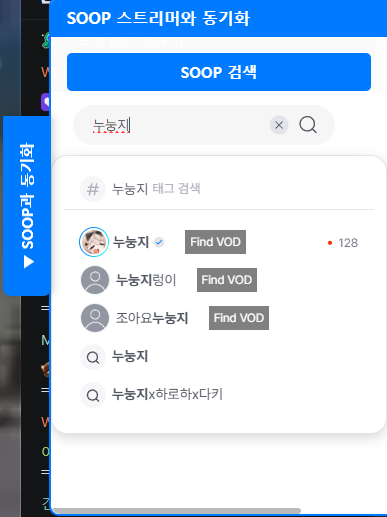 SOOP 스트리머와 동기화
SOOP 검색
누눙지
# 누눙지 태그 검색
누눙지 Find VOD 128
누눙지렁이 Find VOD
조아요누눙지 Find VOD
누눙지
누눙지x하로하x다키
▼ SOOP과 동기화